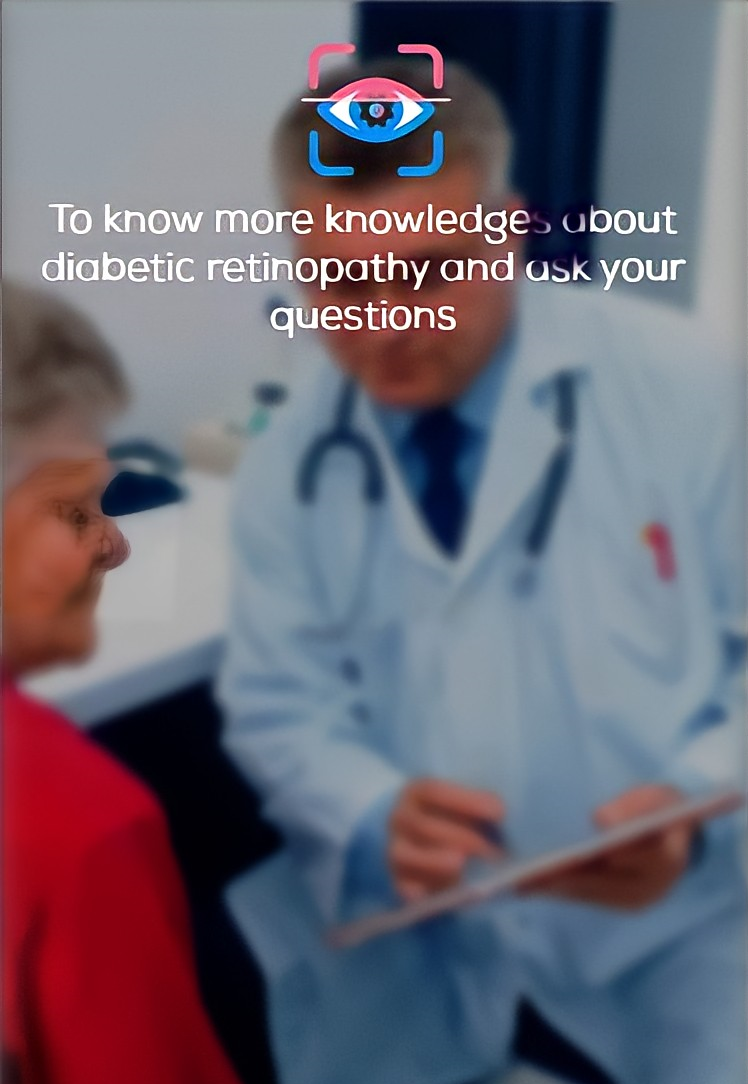 To know more knowledges about
diabetic retinopathy and ask your
questions